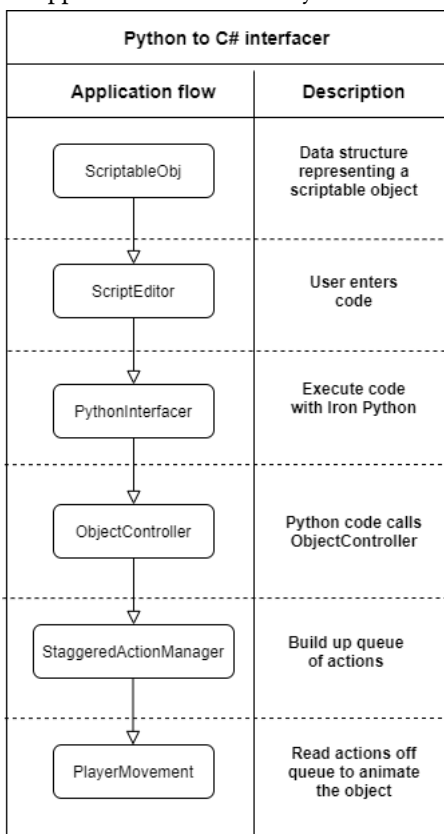 Python to C# interfacer
Application flow
Description
ScriptableObj
Data structure
representing a
scriptable object
ScriptEditor
User enters
code
PythonInterfacer
Execute code
with Iron Python
ObjectController
Python code calls
ObjectController
StaggeredActionManager
Build up queue
of actions
PlayerMovement
Read actions off
queue to animate
the object